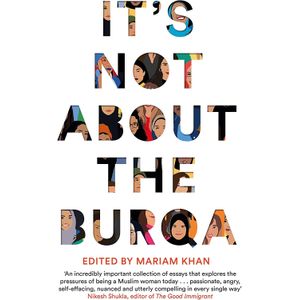 IT'S
NOT
ABOUT
THE
BURQA
EDITED BY MARIAM KHAN
'An incredibly important collection of essays that explores the
pressures of being a Muslim woman today . . . passionate, angry,
self-effacing, nuanced and utterly compelling in every single way'
Nikesh Shukla, editor of The Good Immigrant